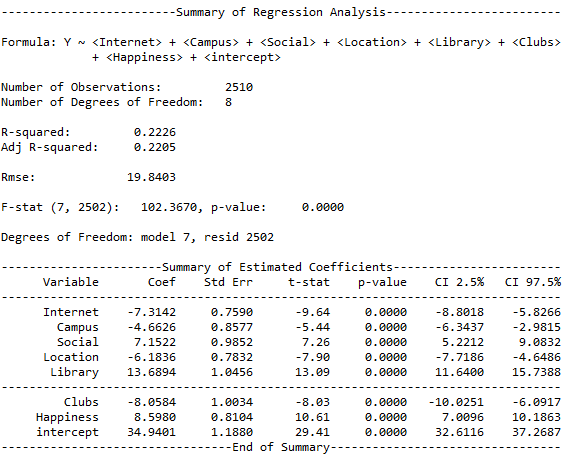 -------------------------Summary of Regression Analysis-------------------------
Formula: Y ~ <Internet> + <Campus> + <Social> + <Location> + <Library> + <Clubs>
             + <Happiness> + <intercept>
Number of Observations:         2510
Number of Degrees of Freedom:   8
R-squared:         0.2226
Adj R-squared:     0.2205
Rmse:             19.8403
F-stat (7, 2502):   102.3670, p-value:     0.0000
Degrees of Freedom: model 7, resid 2502
-----------------------Summary of Estimated Coefficients------------------------
      Variable       Coef    Std Err     t-stat    p-value    CI 2.5%   CI 97.5%
--------------------------------------------------------------------------------
      Internet    -7.3142     0.7590      -9.64     0.0000    -8.8018    -5.8266
        Campus    -4.6626     0.8577      -5.44     0.0000    -6.3437    -2.9815
        Social     7.1522     0.9852       7.26     0.0000     5.2212     9.0832
      Location    -6.1836     0.7832      -7.90     0.0000    -7.7186    -4.6486
       Library    13.6894     1.0456      13.09     0.0000    11.6400    15.7388
--------------------------------------------------------------------------------
         Clubs    -8.0584     1.0034      -8.03     0.0000   -10.0251    -6.0917
     Happiness     8.5980     0.8104      10.61     0.0000     7.0096    10.1863
     intercept    34.9401     1.1880      29.41     0.0000    32.6116    37.2687
---------------------------------End of Summary---------------------------------